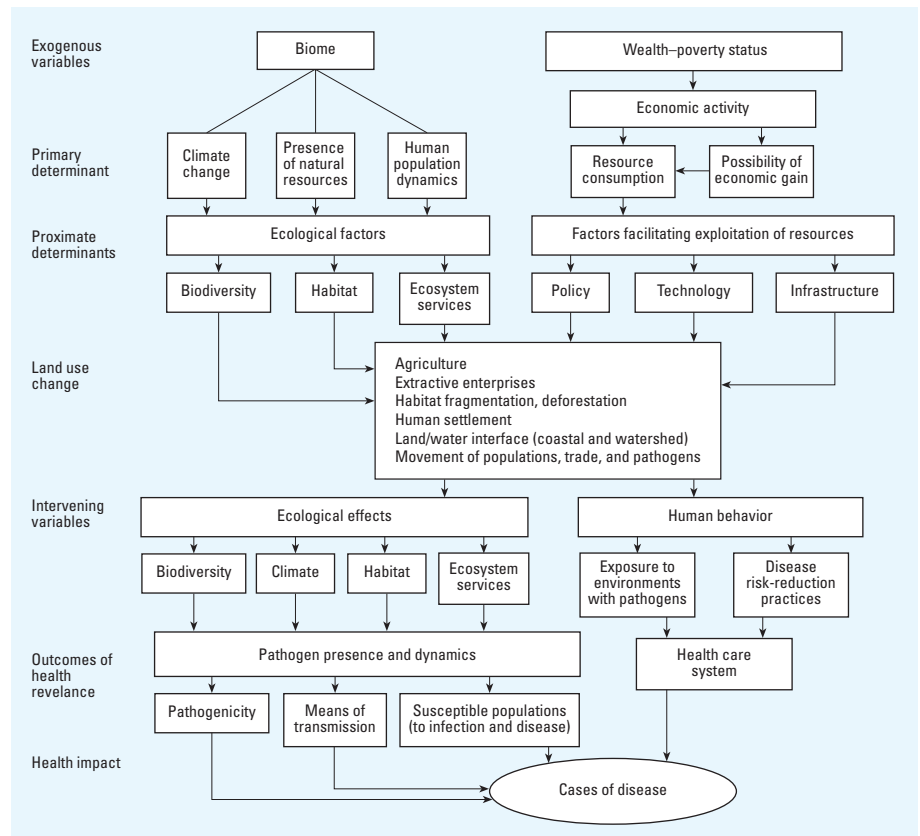 Exogenous
variables
Biome
Wealth–poverty status
Economic activity
Primary
determinant
Climate
change
Presence
of natural
resources
Human
population
dynamics
Resource
consumption
Possibility of
economic gain
Proximate
determinants
Ecological factors
Factors facilitating exploitation of resources
Biodiversity
Habitat
Ecosystem
services
Policy
Technology
Infrastructure
Land use
change
Agriculture
Extractive enterprises
Habitat fragmentation, deforestation
Human settlement
Land/water interface (coastal and watershed)
Movement of populations, trade, and pathogens
Intervening
variables
Ecological effects
Human behavior
Biodiversity
Climate
Habitat
Ecosystem
services
Exposure to
environments
with pathogens
Disease
risk-reduction
practices
Outcomes of
health
revelance
Pathogen presence and dynamics
Health care
system
Pathogenicity
Means of
transmission
Susceptible populations
(to infection and disease)
Health impact
Cases of disease